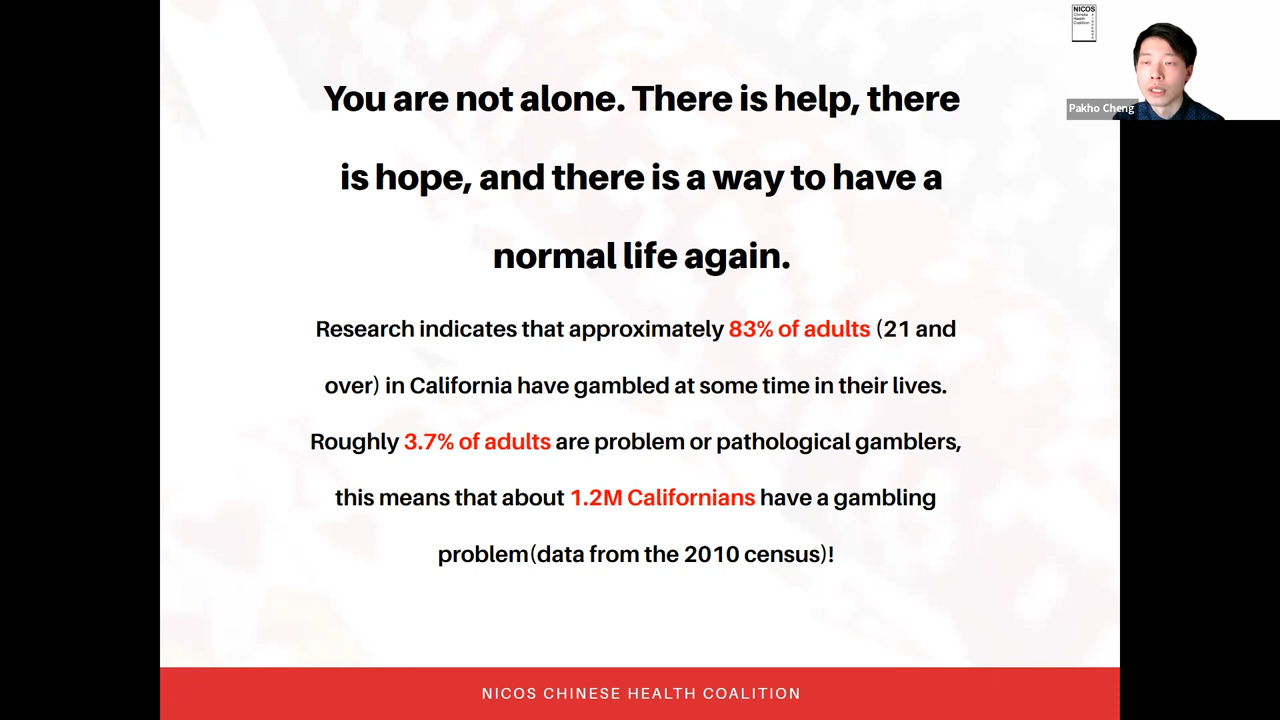 You are not alone. There is help, there
is hope, and there is a way to have a
normal life again.
Research indicates that approximately 83% of adults (21 and
over) in California have gambled at some time in their lives.
Roughly 3.7% of adults are problem or pathological gamblers,
this means that about 1.2M Californians have a gambling
problem(data from the 2010 census)!
NICOS CHINESE HEALTH COALITION
NICOS
Chinese
Health
Coalition
Pakho Cheng